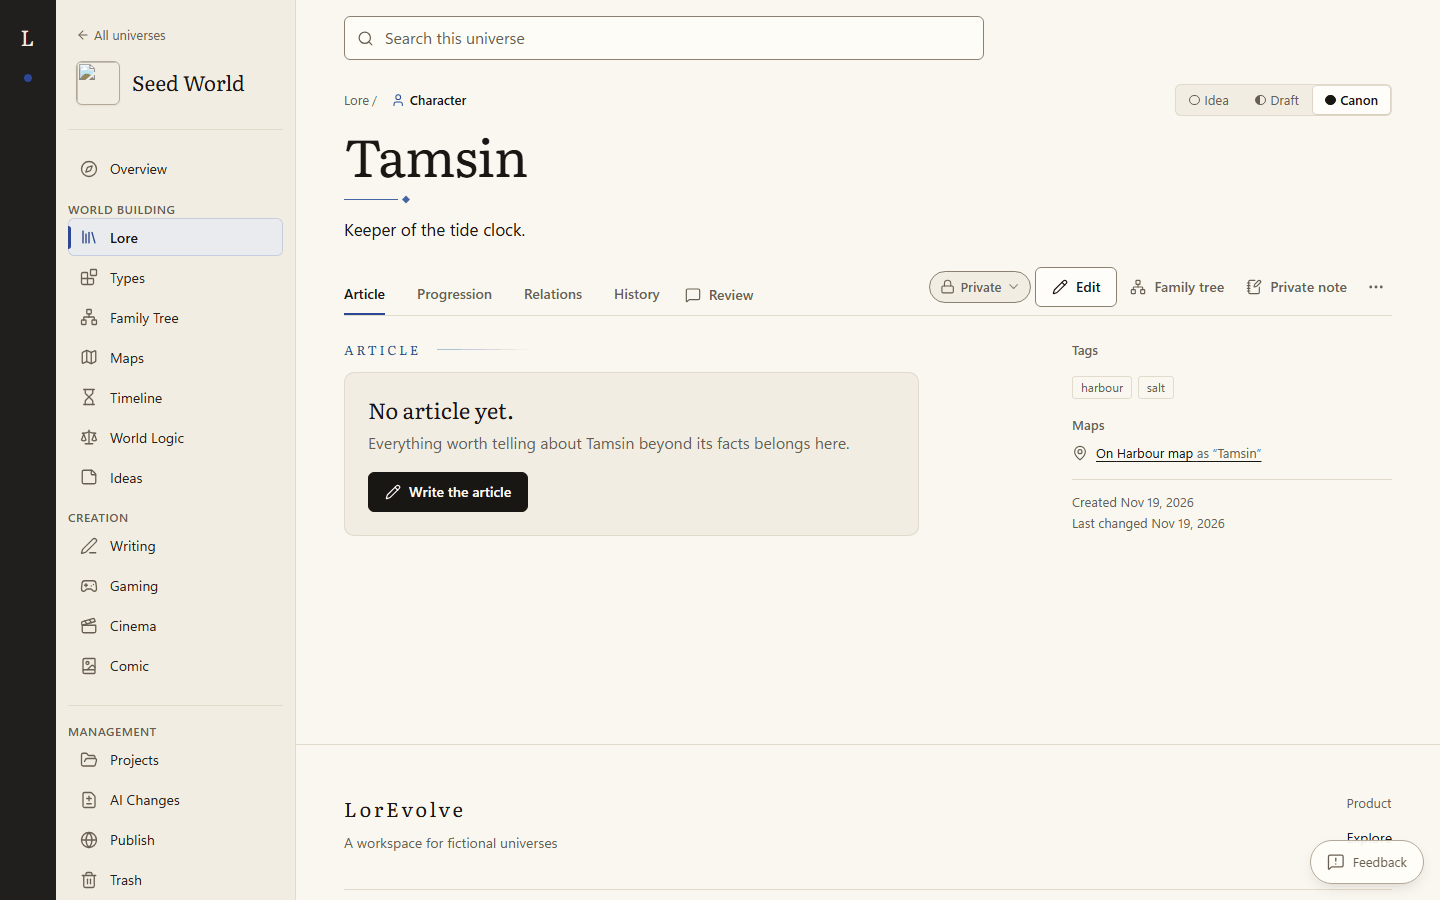 L
All universes
Seed World
Overview
WORLD BUILDING
Lore
Types
Family Tree
Maps
Timeline
World Logic
Ideas
CREATION
Writing
Gaming
Cinema
Comic
MANAGEMENT
Projects
AI Changes
Publish
Trash
Search this universe
Lore / Character
Idea Draft Canon
Tamsin
Keeper of the tide clock.
Article Progression Relations History Review
Private Edit Family tree Private note
ARTICLE
No article yet.
Everything worth telling about Tamsin beyond its facts belongs here.
Write the article
Tags
harbour salt
Maps
On Harbour map as “Tamsin”
Created Nov 19, 2026
Last changed Nov 19, 2026
LorEvolve
A workspace for fictional universes
Product
Explore
Feedback